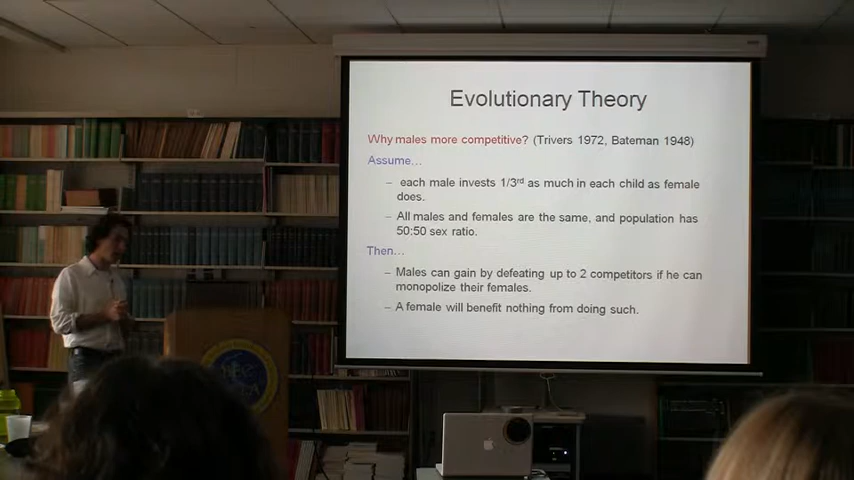 Evolutionary Theory
Why males more competitive? (Trivers 1972, Bateman 1948)
Assume…
– each male invests 1/3rd as much in each child as female
does.
– All males and females are the same, and population has
50:50 sex ratio.
Then…
– Males can gain by defeating up to 2 competitors if he can
monopolize their females.
– A female will benefit nothing from doing such.